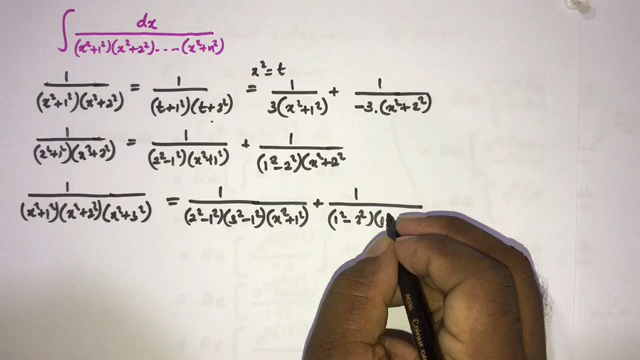 ∫ dx / (x²+1²)(x²+2²)----(x²+n²)
x²=t
1/(x²+1²)(x²+2²) = 1/(t+1²)(t+2²) = 1/3(x²+1²) + 1/-3.(x²+2²)
1/(2²+1²)(x²+2²) = 1/(2²-1²)(x²+1²) + 1/(1²-2²)(x²+2²
1/(x²+1²)(x²+2²)(x²+3²) = 1/(2²-1²)(3²-1²)(x²+1²) + 1/(1²-2²)(